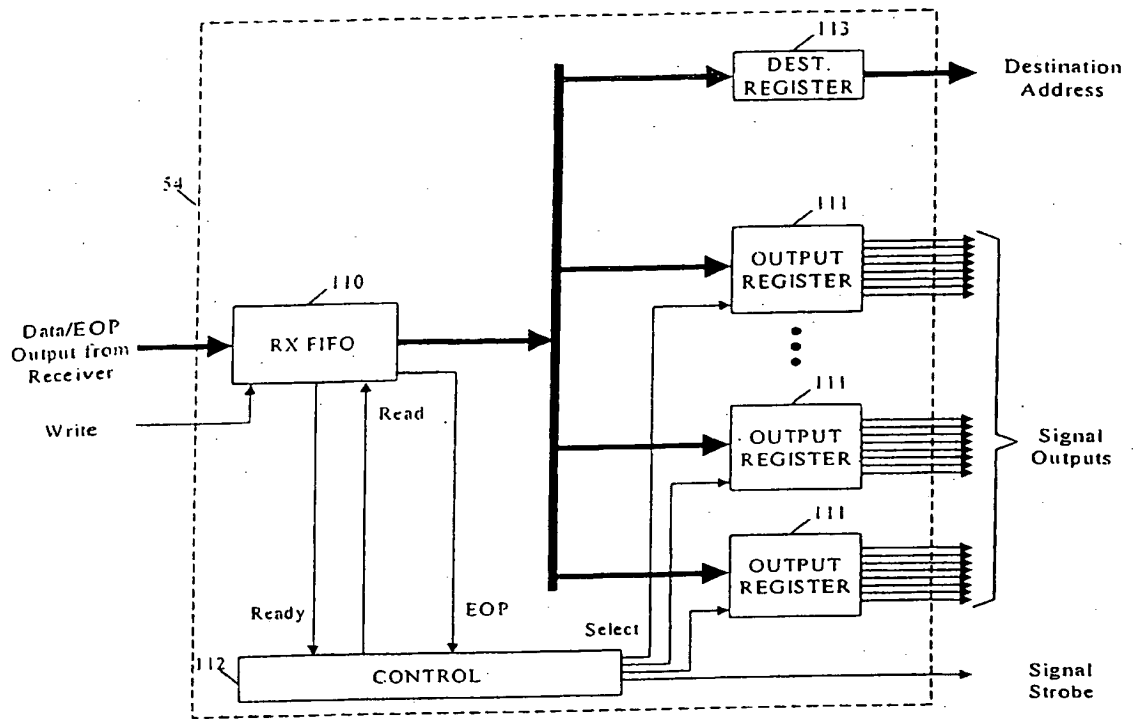 113
DEST.
REGISTER
Destination
Address
54
111
OUTPUT
REGISTER
110
RX FIFO
Data/EOP
Output from
Receiver
Read
Write
111
OUTPUT
REGISTER
Signal
Outputs
111
OUTPUT
REGISTER
Ready
EOP
Select
112
CONTROL
Signal
Strobe